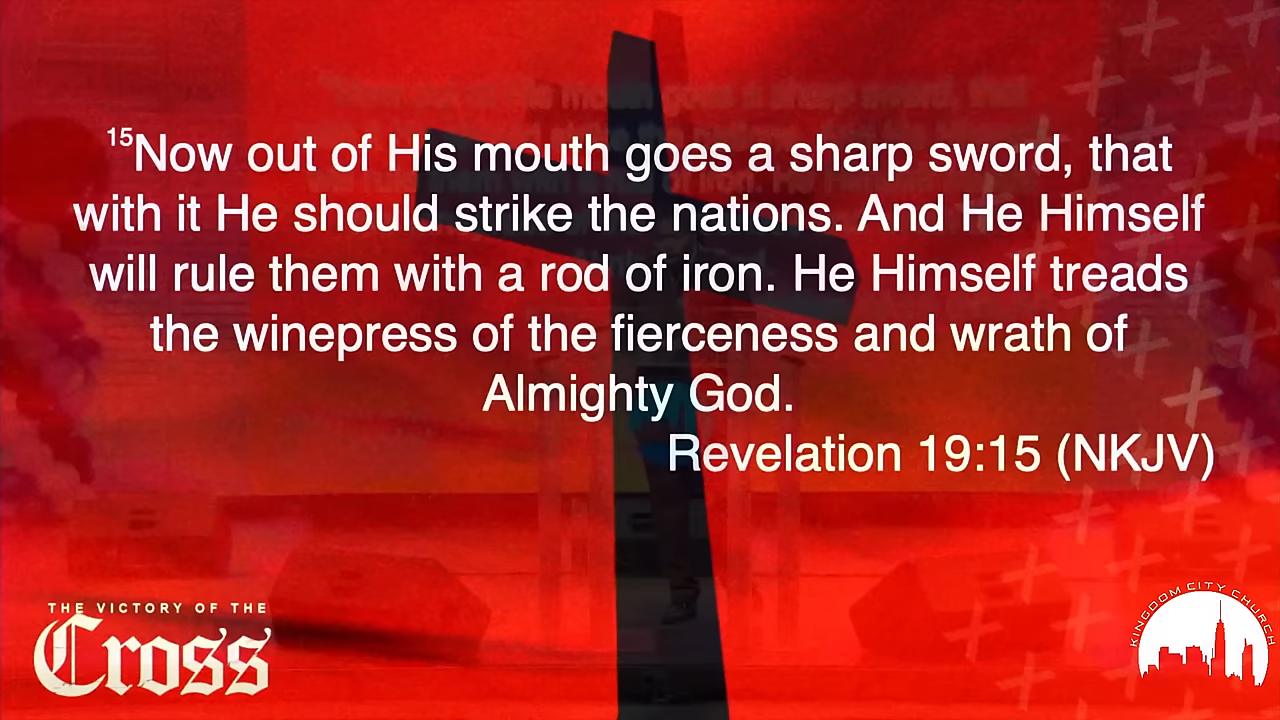 15Now out of His mouth goes a sharp sword, that
with it He should strike the nations. And He Himself
will rule them with a rod of iron. He Himself treads
the winepress of the fierceness and wrath of
Almighty God.
Revelation 19:15 (NKJV)
THE VICTORY OF THE
Cross
KINGDOM CITY CHURCH